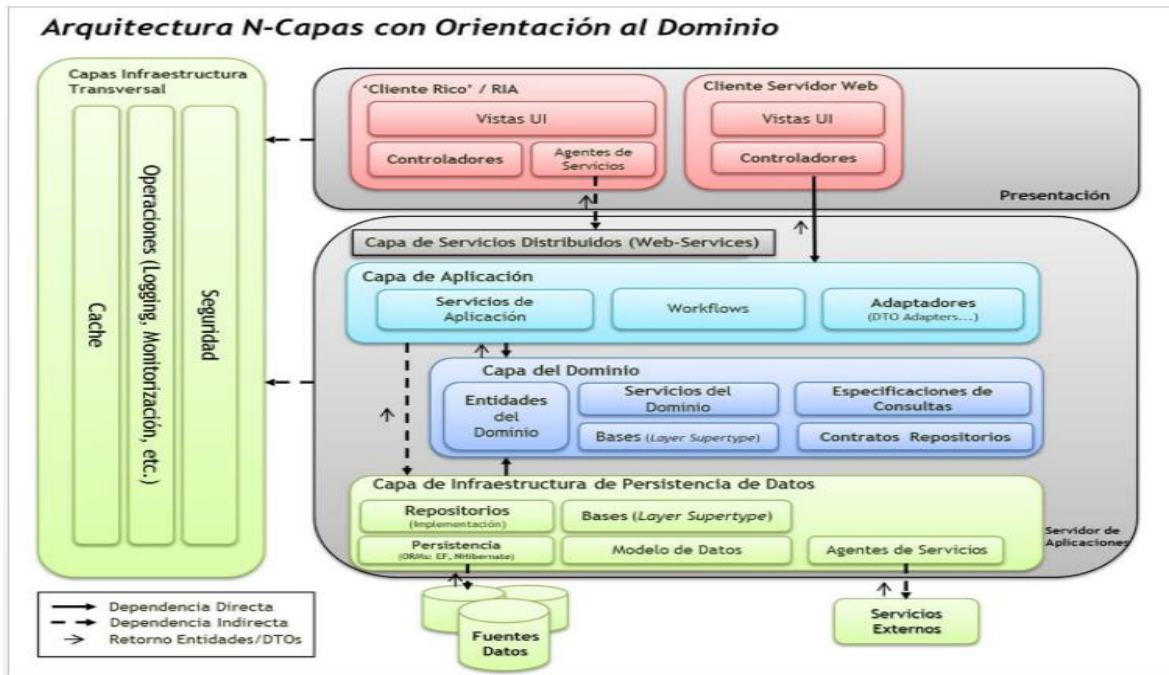 Arquitectura N-Capas con Orientación al Dominio
Capas Infraestructura
Transversal
Cache
Operaciones (Logging, Monitorización, etc.)
Seguridad
'Cliente Rico' / RIA
Vistas UI
Controladores
Agentes de
Servicios
Cliente Servidor Web
Vistas UI
Controladores
Presentación
Capa de Servicios Distribuidos (Web-Services)
Capa de Aplicación
Servicios de
Aplicación
Workflows
Adaptadores
(DTO Adapters...)
Capa del Dominio
Entidades
del
Dominio
Servicios del
Dominio
Especificaciones de
Consultas
Bases (Layer Supertype)
Contratos Repositorios
Capa de Infraestructura de Persistencia de Datos
Repositorios
(Implementación)
Bases (Layer Supertype)
Persistencia
(ORMs: EF, NHibernate)
Modelo de Datos
Agentes de Servicios
Servidor de
Aplicaciones
Dependencia Directa
Dependencia Indirecta
Retorno Entidades/DTOs
Fuentes
Datos
Servicios
Externos